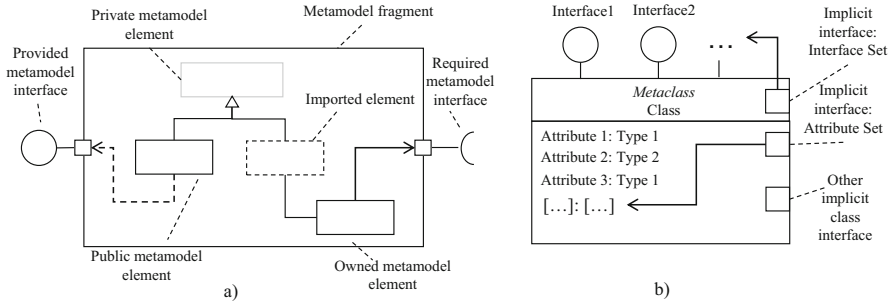 Private metamodel
element
Metamodel fragment
Provided
metamodel
interface
Required
metamodel
interface
Imported element
Public metamodel
element
Owned metamodel
element
a)
Interface1
Interface2
...
Implicit
interface:
Interface Set
Metaclass
Class
Implicit
interface:
Attribute Set
Attribute 1: Type 1
Attribute 2: Type 2
Attribute 3: Type 1
[...]: [...]
Other
implicit
class
interface
b)